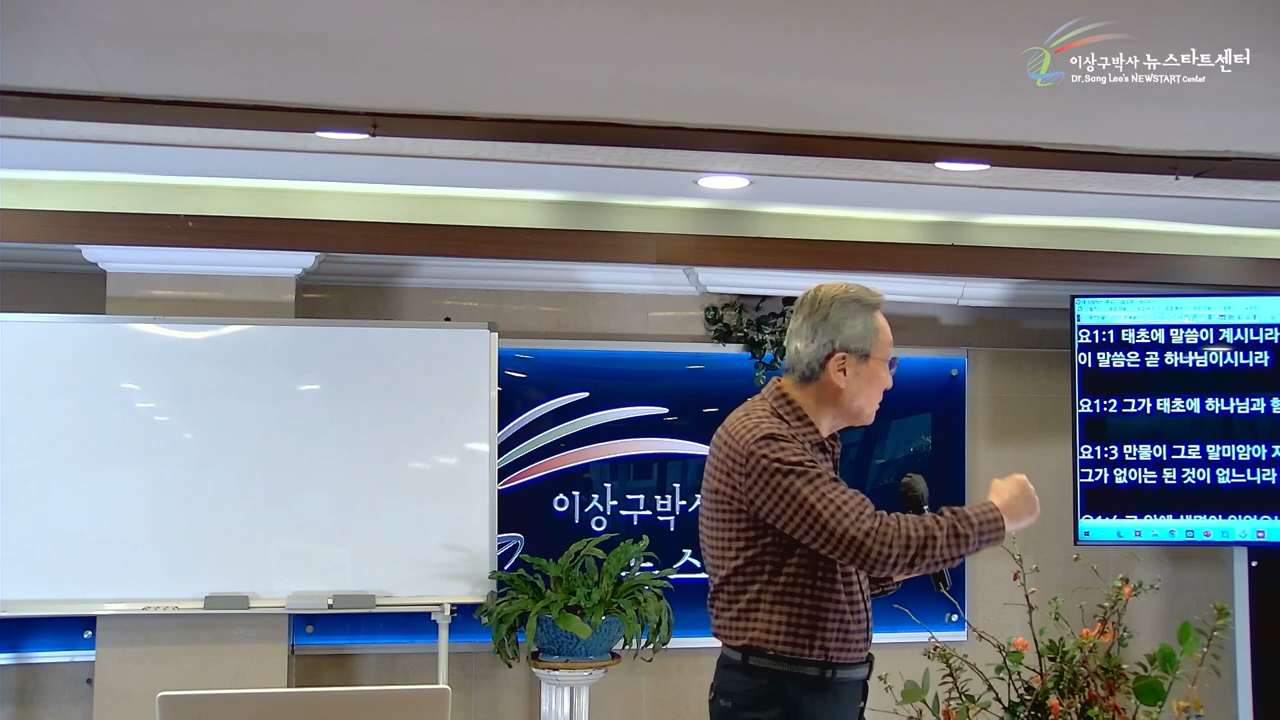 이상구박사 뉴스타트센터
Dr. Sang Lee's NEWSTART Center
이상구박사
요1:1 태초에 말씀이 계시니라
이 말씀은 곧 하나님이시니라
요1:2 그가 태초에 하나님과 함
요1:3 만물이 그로 말미암아 지
그가 없이는 된 것이 없느니라